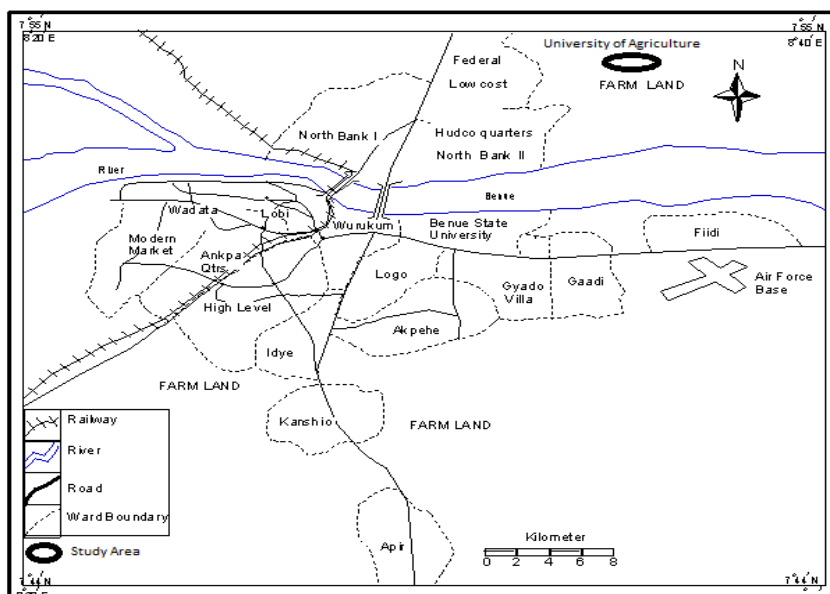 7° 55' N
8° 20' E
7° 55' N
8° 40' E
University of Agriculture
FARM LAND
N
Federal
Low cost
North Bank I
Hudco quarters
North Bank II
River
Benue
Wadata
Lobi
Wurukum
Benue State
University
Fiidi
Modern
Market
Ankpa
Qtrs
Logo
Gyado
Villa
Gaadi
Air Force
Base
High Level
Akpehe
Idye
FARM LAND
Kanshio
FARM LAND
Railway
River
Road
Ward Boundary
Study Area
Apir
Kilometer
0 2 4 6 8
7° 44' N
7° 44' N